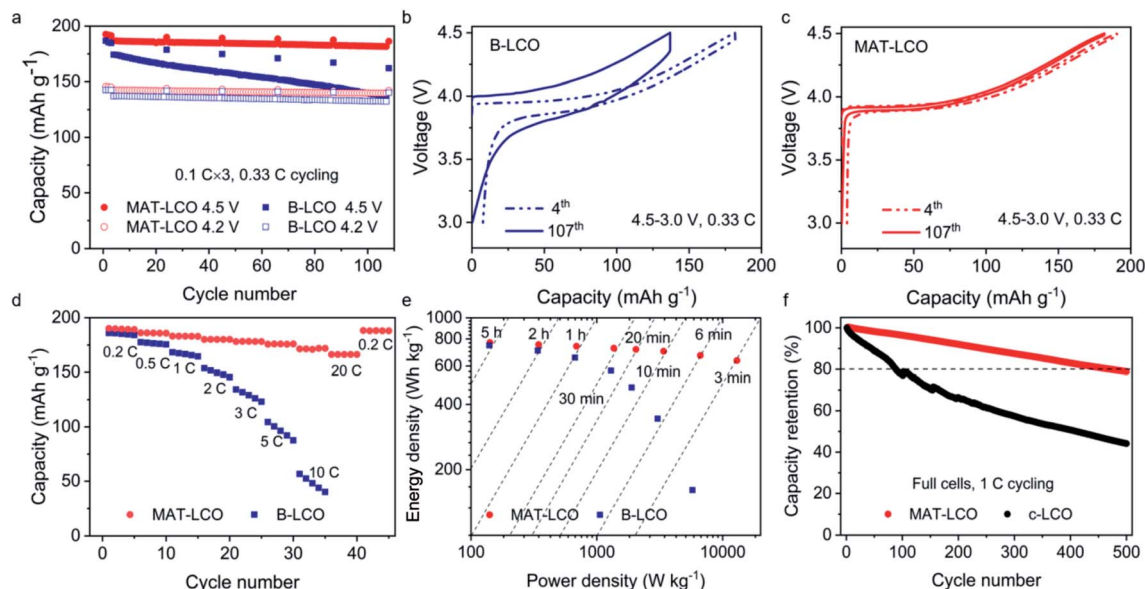 a
200
150
100
50
0
Capacity (mAh g⁻¹)
0.1 C×3, 0.33 C cycling
MAT-LCO 4.5 V B-LCO 4.5 V
MAT-LCO 4.2 V B-LCO 4.2 V
0 20 40 60 80 100
Cycle number
b
4.5
4.0
3.5
3.0
Voltage (V)
B-LCO
4th
107th
4.5-3.0 V, 0.33 C
0 50 100 150 200
Capacity (mAh g⁻¹)
c
4.5
4.0
3.5
3.0
Voltage (V)
MAT-LCO
4th
107th
4.5-3.0 V, 0.33 C
0 50 100 150 200
Capacity (mAh g⁻¹)
d
200
150
100
50
0
Capacity (mAh g⁻¹)
0.2 C
0.5 C
1 C
2 C
3 C
5 C
10 C
20 C
0.2 C
MAT-LCO B-LCO
0 10 20 30 40
Cycle number
e
1000
800
600
400
200
Energy density (Wh kg⁻¹)
5 h 2 h 1 h 20 min 6 min
10 min 3 min
30 min
MAT-LCO B-LCO
100 1000 10000
Power density (W kg⁻¹)
f
100
80
60
40
20
0
Capacity retention (%)
Full cells, 1 C cycling
MAT-LCO c-LCO
0 100 200 300 400 500
Cycle number